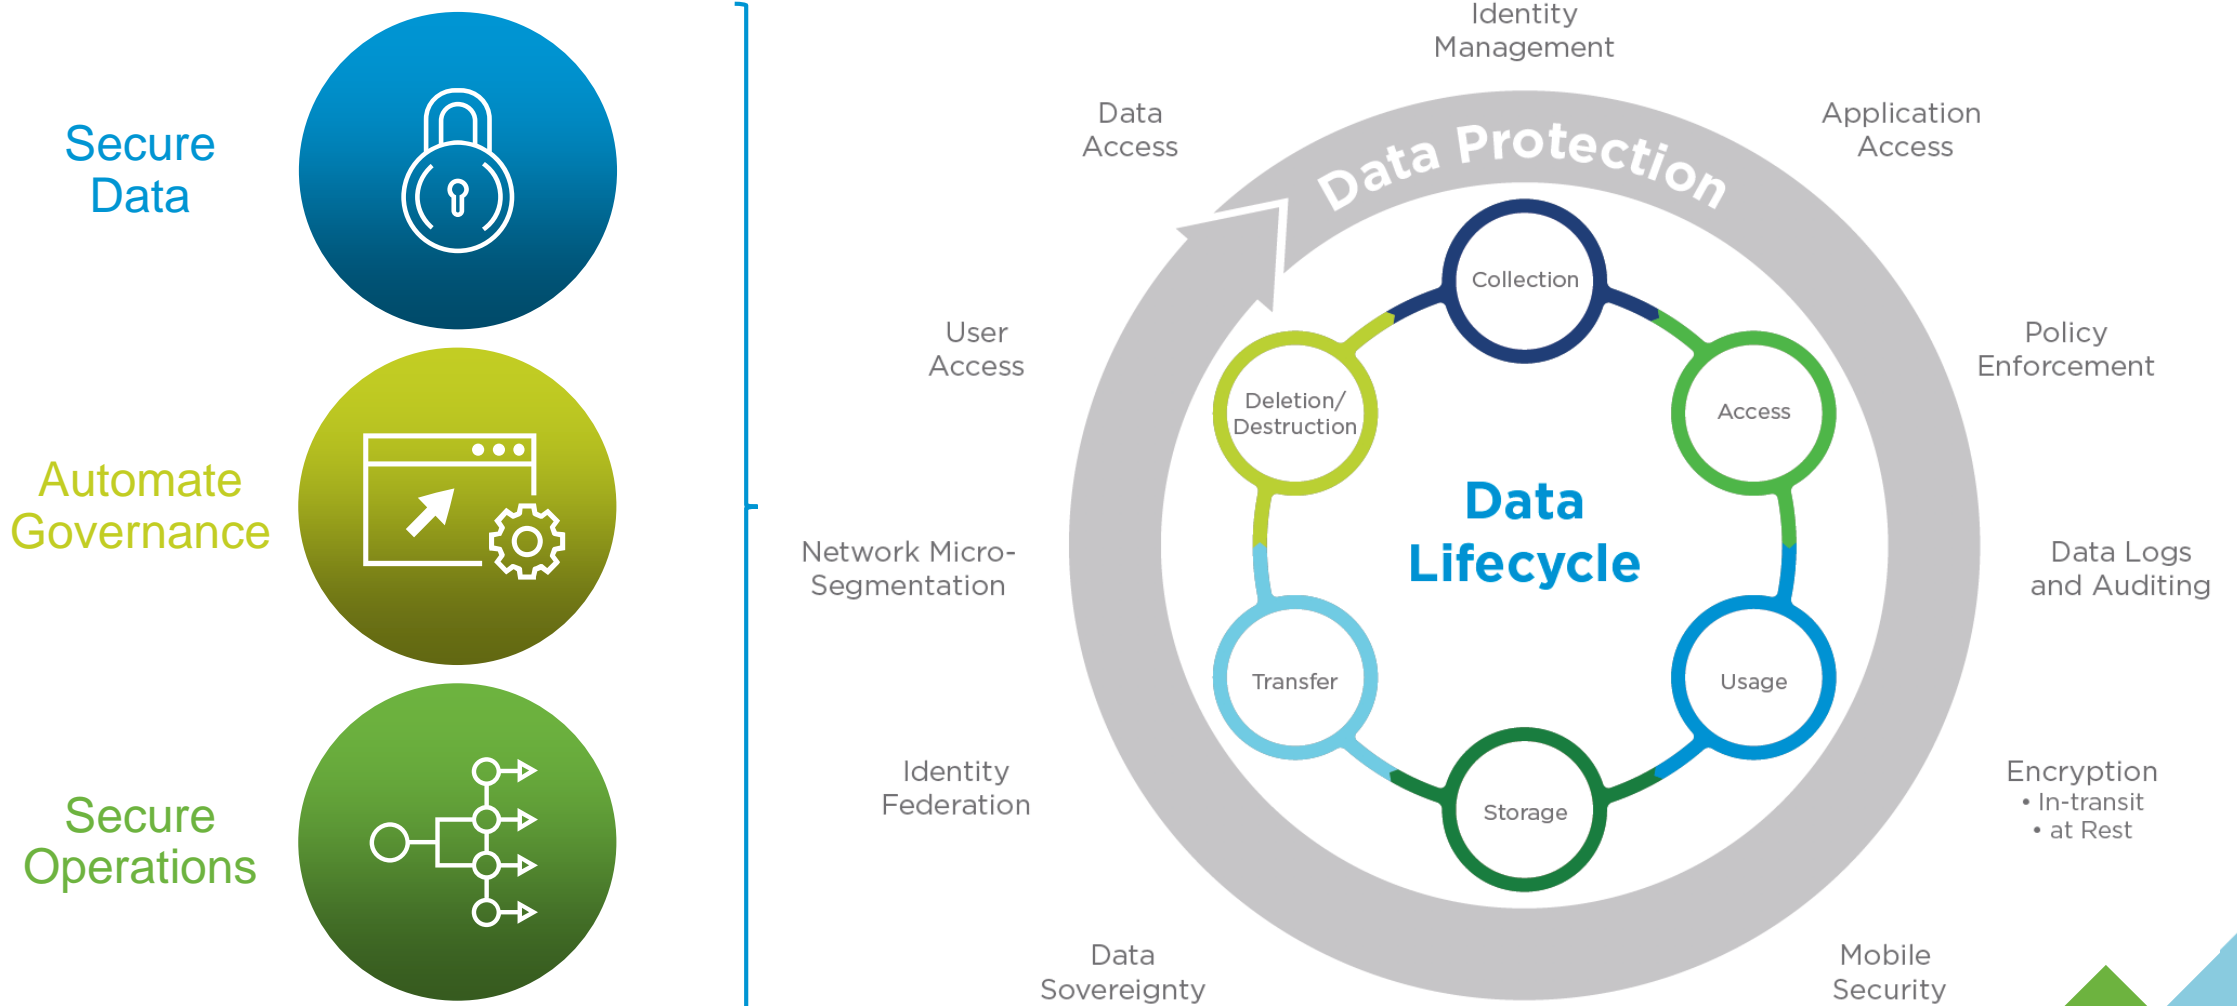 Secure
Data
Automate
Governance
Secure
Operations
Identity
Management
Data
Access
Application
Access
User
Access
Policy
Enforcement
Network Micro-
Segmentation
Data Logs
and Auditing
Identity
Federation
Encryption
• In-transit
• at Rest
Data
Sovereignty
Mobile
Security
Data Protection
Collection
Access
Usage
Storage
Transfer
Deletion/
Destruction
Data
Lifecycle